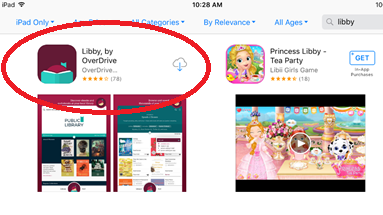 iPad 10:28 AM
iPad Only All Categories By Relevance All Ages libby
Libby, by
OverDrive
OverDrive...
(78)
Princess Libby -
Tea Party
Libii Girls Game
(18)
GET
In-App
Purchases
PUBLIC
LIBRARY